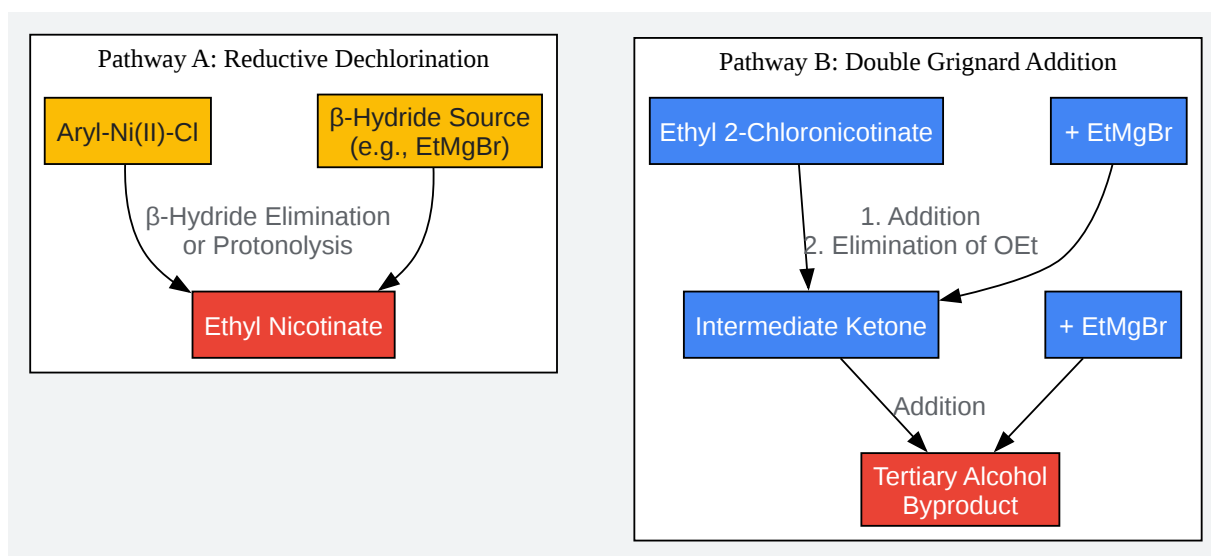 Pathway A: Reductive Dechlorination
Aryl-Ni(II)-Cl
β-Hydride Source
(e.g., EtMgBr)
β-Hydride Elimination
or Protonolysis
Ethyl Nicotinate
Pathway B: Double Grignard Addition
Ethyl 2-Chloronicotinate
+ EtMgBr
1. Addition
2. Elimination of OEt
Intermediate Ketone
+ EtMgBr
Addition
Tertiary Alcohol
Byproduct